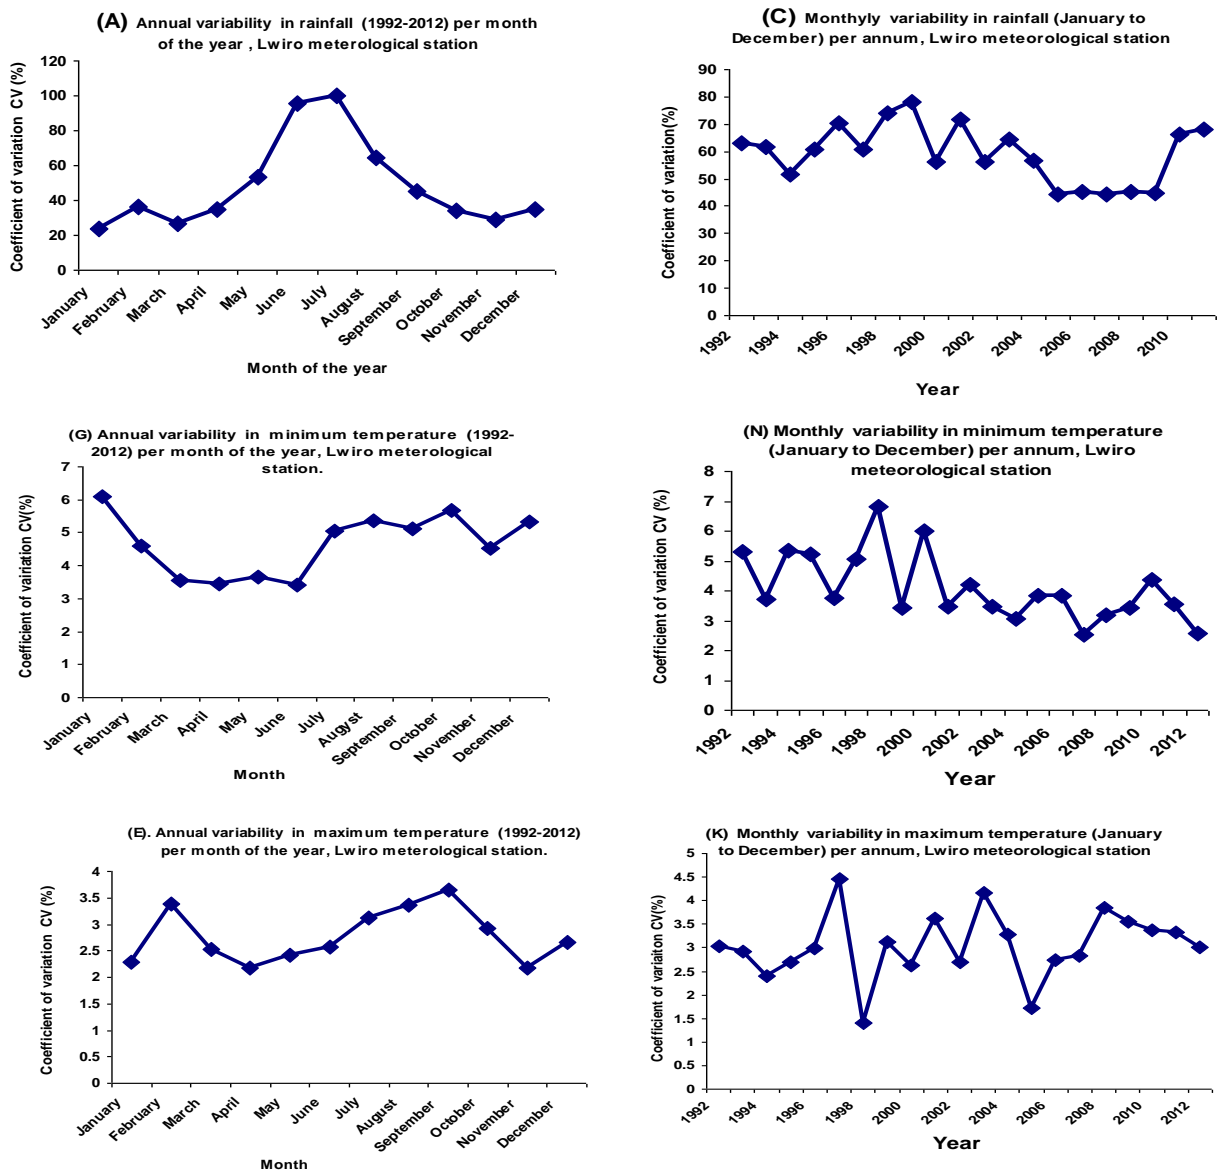 (A) Annual variability in rainfall (1992-2012) per month
of the year , Lwiro meterological station
Coefficient of variation CV (%)
120
100
80
60
40
20
0
January
February
March
April
May
June
July
August
September
October
November
December
Month of the year
(C) Monthyly variability in rainfall (January to
December) per annum, Lwiro meteorological station
Coefficient of variation(%)
90
80
70
60
50
40
30
20
10
0
1992
1994
1996
1998
2000
2002
2004
2006
2008
2010
Year
(G) Annual variability in minimum temperature (1992-
2012) per month of the year, Lwiro meterological
station.
Coefficient of vairiation CV(%)
7
6
5
4
3
2
1
0
January
February
March
April
May
June
July
Augyst
September
October
November
December
Month
(N) Monthly variability in minimum temperature
(January to December) per annum, Lwiro
meteorological station
Coefficient of variation CV (%)
8
7
6
5
4
3
2
1
0
1992
1994
1996
1998
2000
2002
2004
2006
2008
2010
2012
Year
(E). Annual variability in maximum temperature (1992-2012)
per month of the year, Lwiro meterological station.
Coefficient of variation CV (%)
4
3.5
3
2.5
2
1.5
1
0.5
0
January
February
March
April
May
June
July
August
September
October
November
December
Month
(K) Monthly variability in maximum temperature (January
to December) per annum, Lwiro meteorological station
Coefficient of variaion CV(%)
5
4.5
4
3.5
3
2.5
2
1.5
1
0.5
0
1992
1994
1996
1998
2000
2002
2004
2006
2008
2010
2012
Year